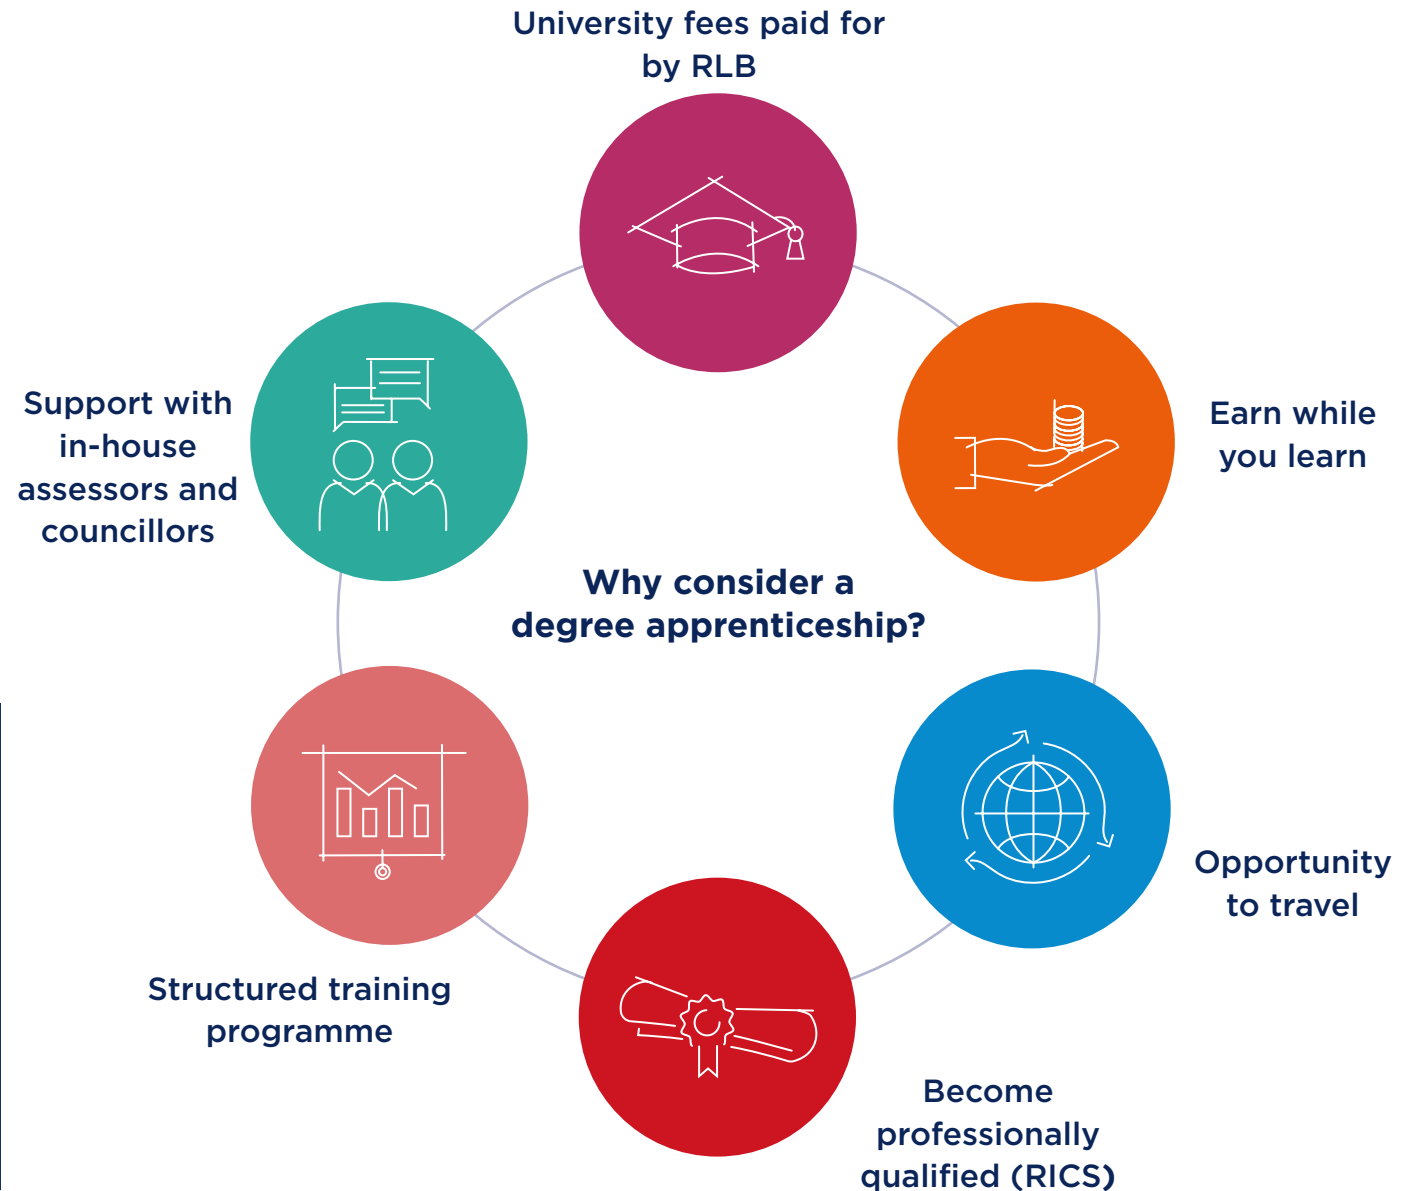 University fees paid for
by RLB
Earn while
you learn
Support with
in-house
assessors and
councillors
Why consider a
degree apprenticeship?
Opportunity
to travel
Structured training
programme
Become
professionally
qualified (RICS)